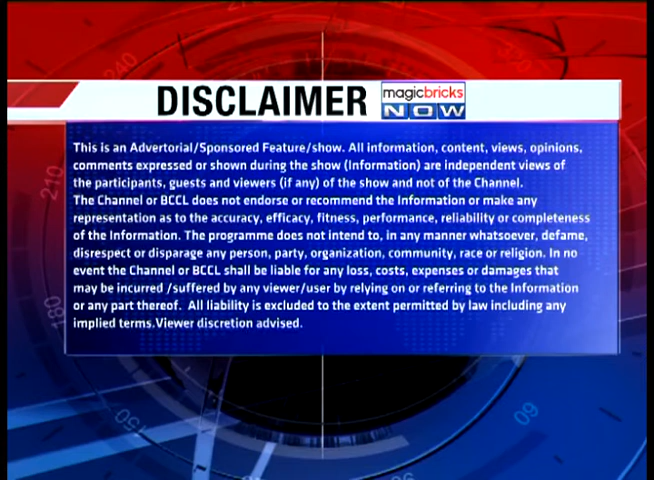 DISCLAIMER magicbricks
NOW
This is an Advertorial/Sponsored Feature/show. All information, content, views, opinions,
comments expressed or shown during the show (Information) are independent views of
the participants, guests and viewers (if any) of the show and not of the Channel.
The Channel or BCCL does not endorse or recommend the Information or make any
representation as to the accuracy, efficacy, fitness, performance, reliability or completeness
of the Information. The programme does not intend to, in any manner whatsoever, defame,
disrespect or disparage any person, party, organization, community, race or religion. In no
event the Channel or BCCL shall be liable for any loss, costs, expenses or damages that
may be incurred /suffered by any viewer/user by relying on or referring to the Information
or any part thereof. All liability is excluded to the extent permitted by law including any
implied terms.Viewer discretion advised.
240
210
180
150
60